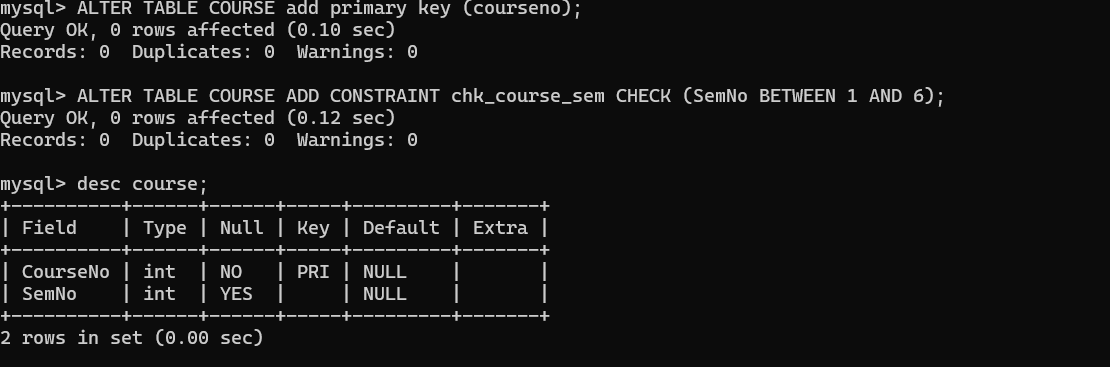 mysql> ALTER TABLE COURSE add primary key (courseno);
Query OK, 0 rows affected (0.10 sec)
Records: 0  Duplicates: 0  Warnings: 0

mysql> ALTER TABLE COURSE ADD CONSTRAINT chk_course_sem CHECK (SemNo BETWEEN 1 AND 6);
Query OK, 0 rows affected (0.12 sec)
Records: 0  Duplicates: 0  Warnings: 0

mysql> desc course;
+----------+------+------+-----+---------+-------+
| Field    | Type | Null | Key | Default | Extra |
+----------+------+------+-----+---------+-------+
| CourseNo | int  | NO   | PRI | NULL    |       |
| SemNo    | int  | YES  |     | NULL    |       |
+----------+------+------+-----+---------+-------+
2 rows in set (0.00 sec)